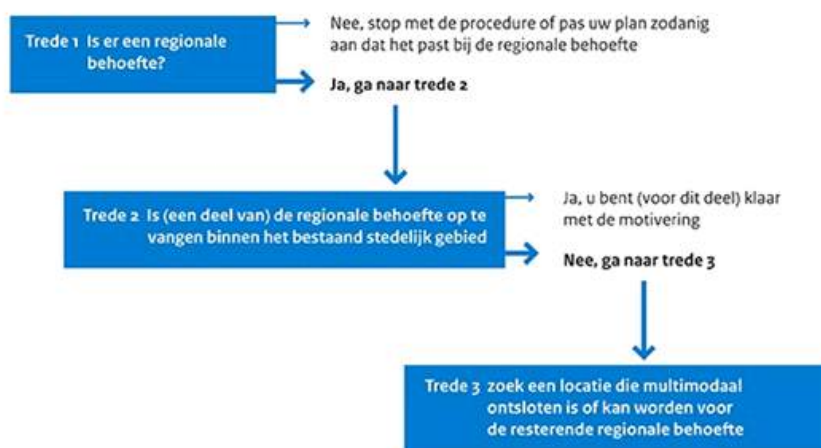 Trede 1 Is er een regionale
behoefte?
Nee, stop met de procedure of pas uw plan zodanig
aan dat het past bij de regionale behoefte
Ja, ga naar trede 2
Trede 2 Is (een deel van) de regionale behoefte op te
vangen binnen het bestaand stedelijk gebied
Ja, u bent (voor dit deel) klaar
met de motivering
Nee, ga naar trede 3
Trede 3 zoek een locatie die multimodaal
ontsloten is of kan worden voor
de resterende regionale behoefte